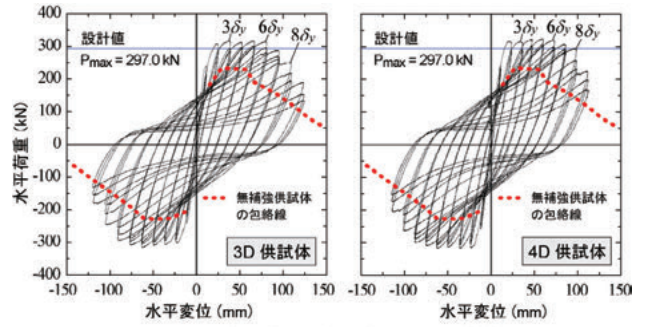 400
300
200
100
0
-100
-200
-300
-400
水平荷重 (kN)
設計値
Pmax = 297.0 kN
3δy
6δy
8δy
無補強供試体
の包絡線
3D 供試体
-150 -100 -50 0 50 100 150
水平変位 (mm)
設計値
Pmax = 297.0 kN
3δy
6δy
8δy
無補強供試体
の包絡線
4D 供試体
-150 -100 -50 0 50 100 150
水平変位 (mm)